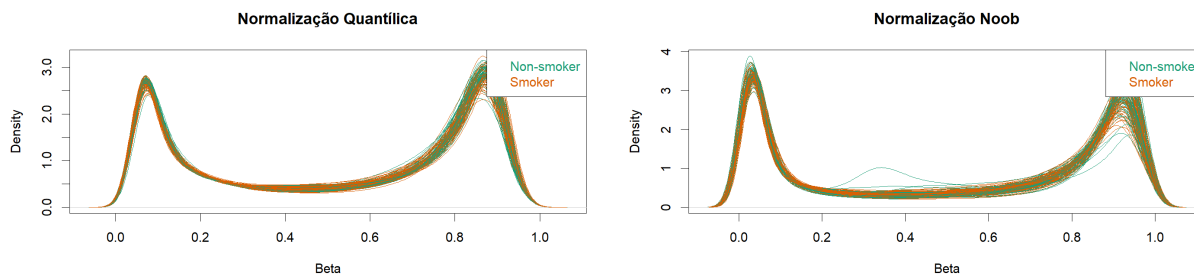 Normalização Quantílica
Density
3.0
2.0
1.0
0.0
Non-smoker
Smoker
0.0
0.2
0.4
0.6
0.8
1.0
Beta
Normalização Noob
Density
4
3
2
1
0
Non-smoker
Smoker
0.0
0.2
0.4
0.6
0.8
1.0
Beta